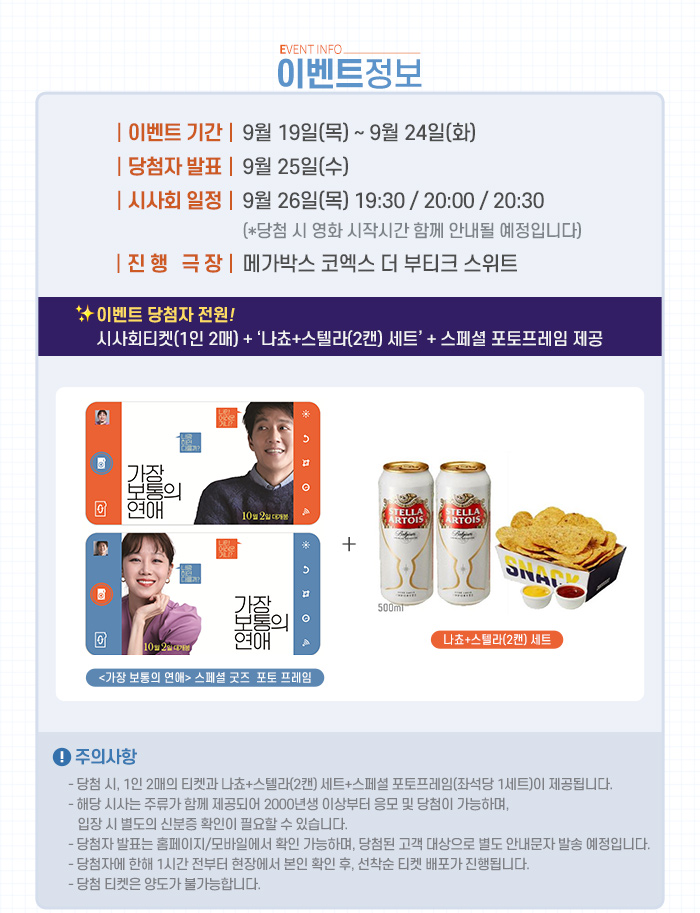 EVENT INFO
이벤트정보
| 이벤트 기간 | 9월 19일(목) ~ 9월 24일(화)
| 당첨자 발표 | 9월 25일(수)
| 시사회 일정 | 9월 26일(목) 19:30 / 20:00 / 20:30
(*당첨 시 영화 시작시간 함께 안내될 예정입니다)
| 진 행 극 장 | 메가박스 코엑스 더 부티크 스위트
이벤트 당첨자 전원!
시사회티켓(1인 2매) + ‘나쵸+스텔라(2캔) 세트’ + 스페셜 포토프레임 제공
가장
보통의
연애
10월 2일 대개봉
가장
보통의
연애
10월 2일 대개봉
<가장 보통의 연애> 스페셜 굿즈 포토 프레임
+
STELLA
ARTOIS
STELLA
ARTOIS
500ml
SNACK
나쵸+스텔라(2캔) 세트
! 주의사항
- 당첨 시, 1인 2매의 티켓과 나쵸+스텔라(2캔) 세트+스페셜 포토프레임(좌석당 1세트)이 제공됩니다.
- 해당 시사는 주류가 함께 제공되어 2000년생 이상부터 응모 및 당첨이 가능하며,
입장 시 별도의 신분증 확인이 필요할 수 있습니다.
- 당첨자 발표는 홈페이지/모바일에서 확인 가능하며, 당첨된 고객 대상으로 별도 안내문자 발송 예정입니다.
- 당첨자에 한해 1시간 전부터 현장에서 본인 확인 후, 선착순 티켓 배포가 진행됩니다.
- 당첨 티켓은 양도가 불가능합니다.